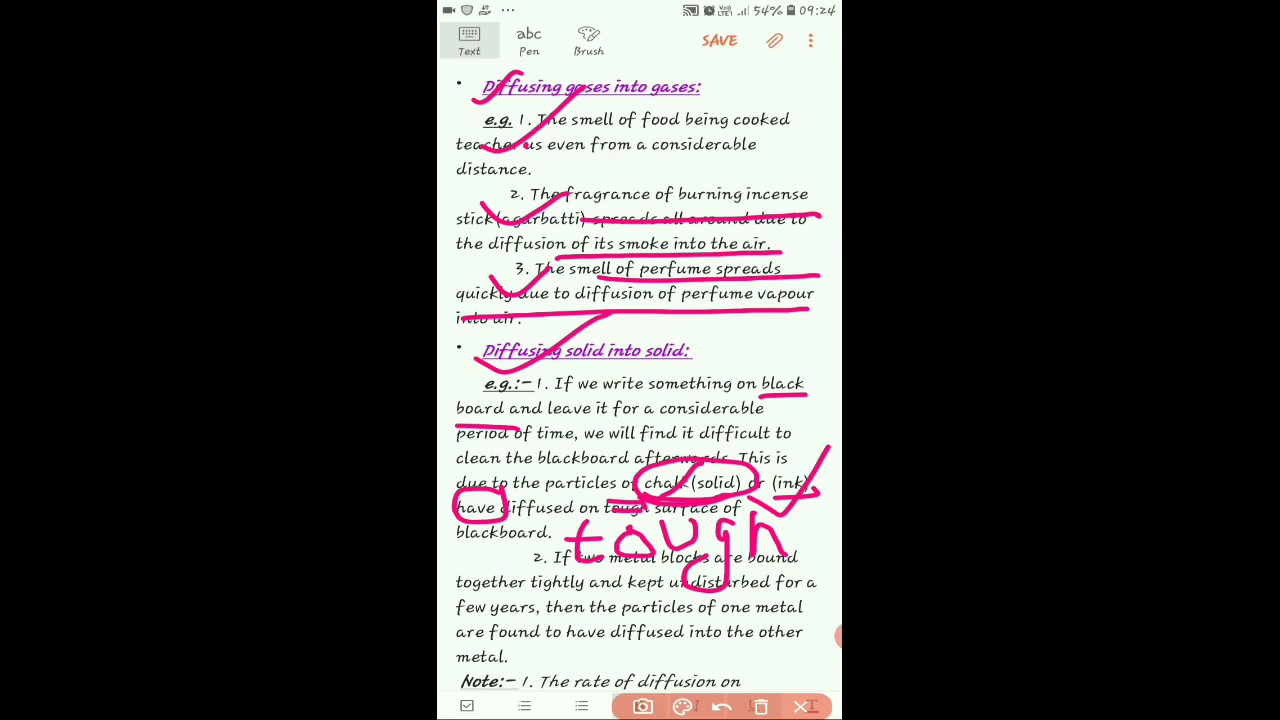 54% 09:24
Text
abc
Pen
Brush
SAVE
• Diffusing gases into gases:
e.g. 1. The smell of food being cooked
teacher us even from a considerable
distance.
2. The fragrance of burning incense
stick(agarbatti) spreads all around due to
the diffusion of its smoke into the air.
3. The smell of perfume spreads
quickly due to diffusion of perfume vapour
into air.
• Diffusing solid into solid:
e.g.:- 1. If we write something on black
board and leave it for a considerable
period of time, we will find it difficult to
clean the blackboard afterwards. This is
due to the particles of chalk(solid) or (ink)
have diffused on tough surface of
tough
blackboard.
2. If two metal blocks are bound
together tightly and kept undisturbed for a
few years, then the particles of one metal
are found to have diffused into the other
metal.
Note:- 1. The rate of diffusion on